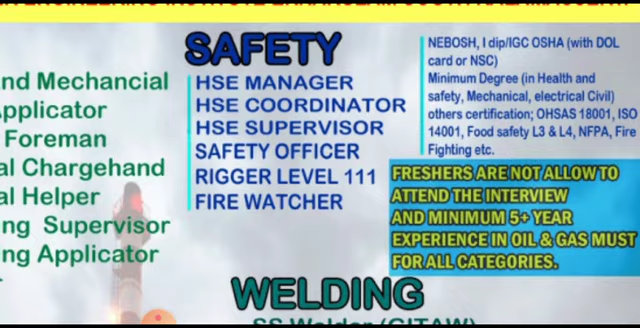 SAFETY
HSE MANAGER
HSE COORDINATOR
HSE SUPERVISOR
SAFETY OFFICER
RIGGER LEVEL 111
FIRE WATCHER
NEBOSH, I dip/IGC OSHA (with DOL
card or NSC)
Minimum Degree (in Health and
safety, Mechanical, electrical Civil)
others certification; OHSAS 18001, ISO
14001, Food safety L3 & L4, NFPA, Fire
Fighting etc.
FRESHERS ARE NOT ALLOW TO
ATTEND THE INTERVIEW
AND MINIMUM 5+ YEAR
EXPERIENCE IN OIL & GAS MUST
FOR ALL CATEGORIES.
nd Mechancial
pplicator
Foreman
al Chargehand
al Helper
ng Supervisor
ng Applicator
WELDING
SS Welder (GTAW)